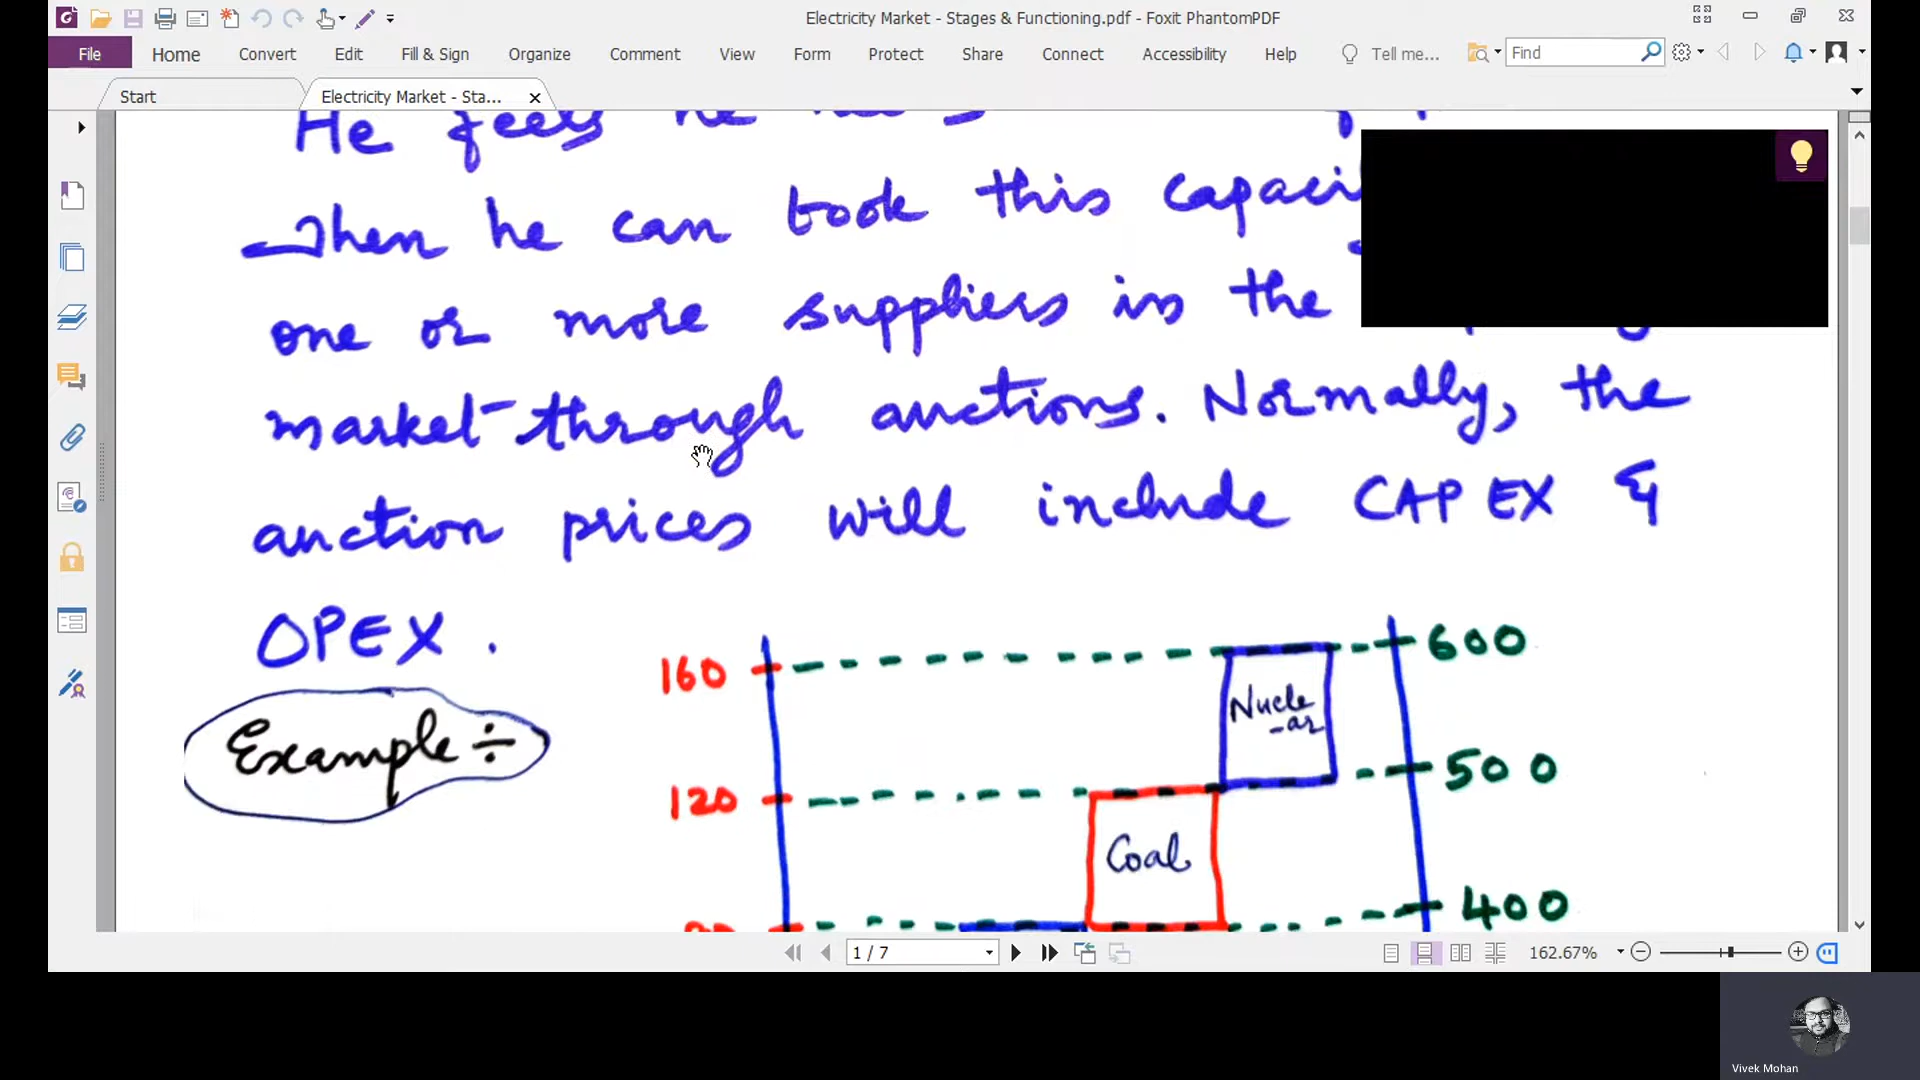 Electricity Market - Stages & Functioning.pdf - Foxit PhantomPDF
File Home Convert Edit Fill & Sign Organize Comment View Form Protect Share Connect Accessibility Help Tell me... Find
Start Electricity Market - Sta...
He feels he
Then he can book this
one or more suppliers in the
market through auctions. Normally, the
auction prices will include CAPEX &
OPEX.
160 600
Nucle
-ar
Example ÷
120 500
Coal
400
1 / 7 162.67%
Vivek Mohan